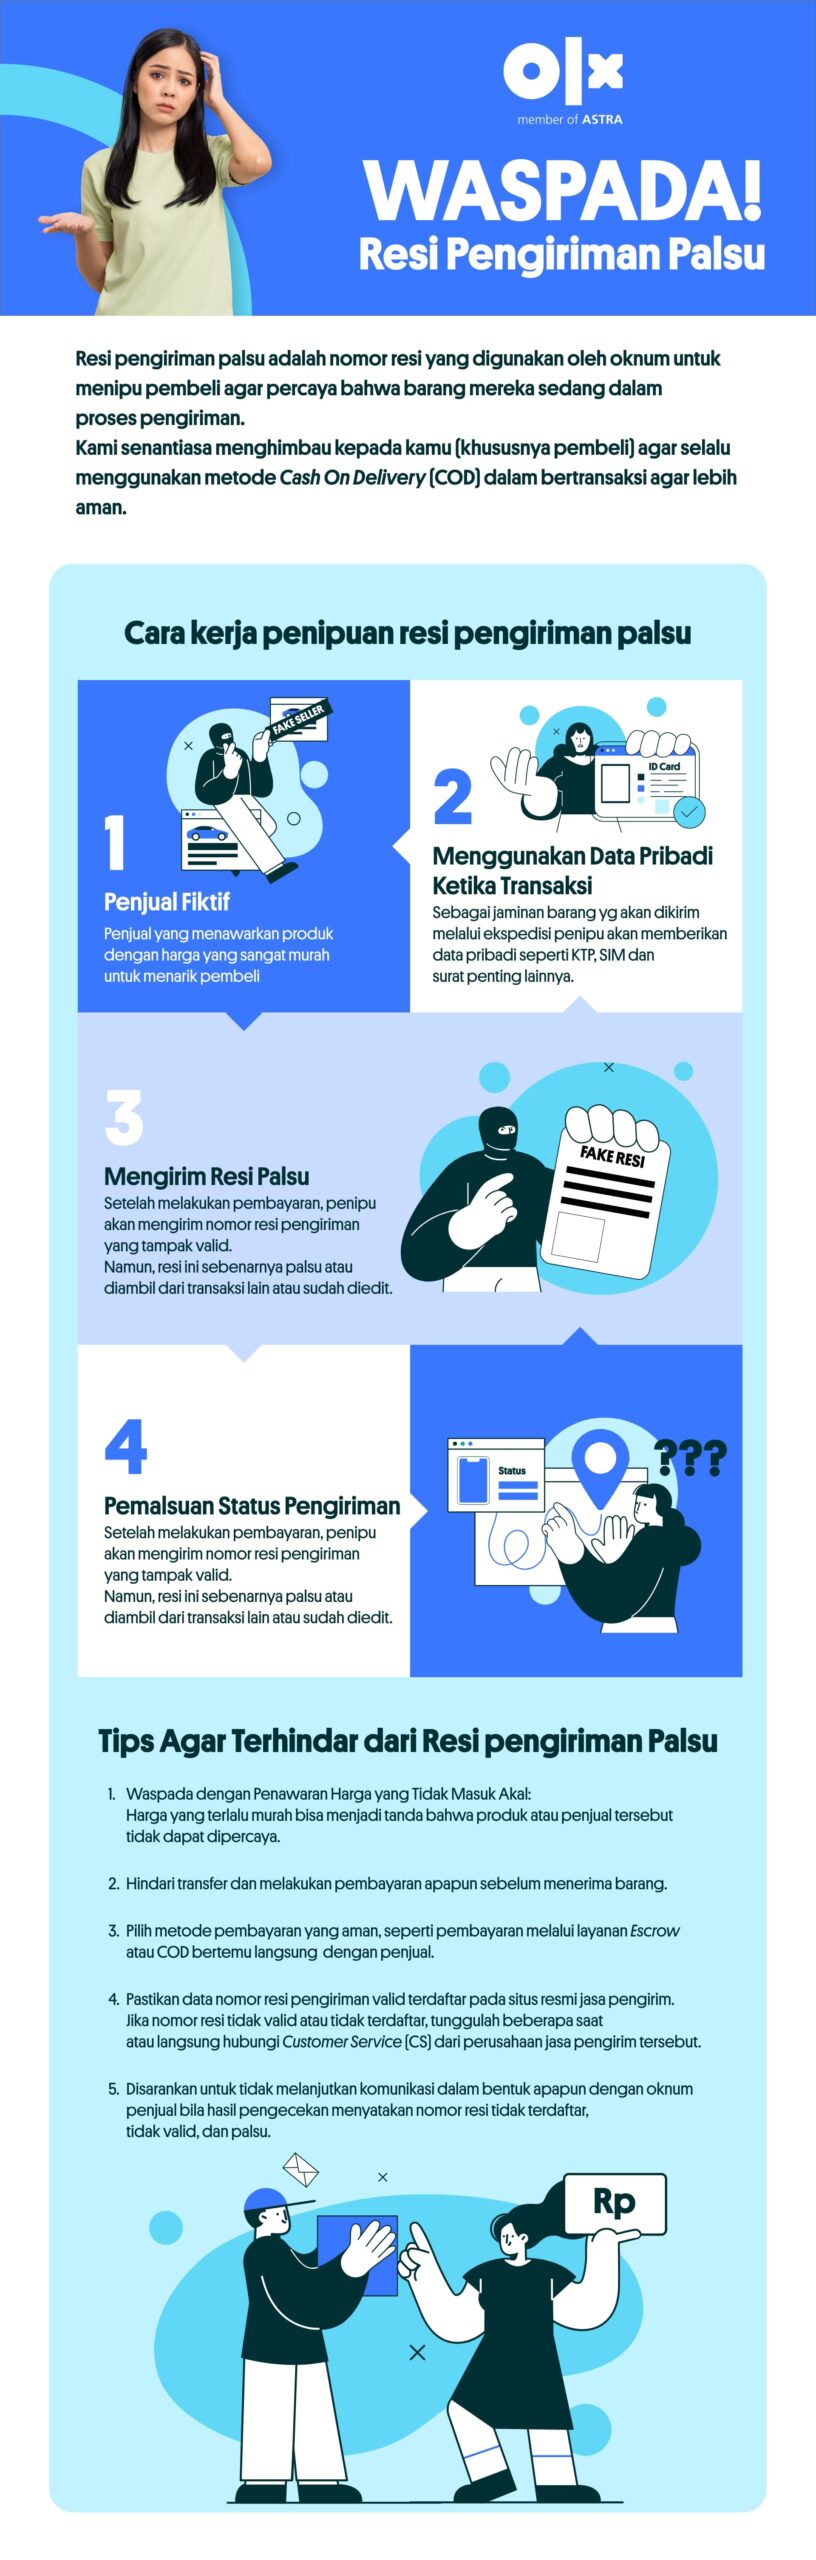 olx
member of ASTRA
WASPADA!
Resi Pengiriman Palsu
Resi pengiriman palsu adalah nomor resi yang digunakan oleh oknum untuk
menipu pembeli agar percaya bahwa barang mereka sedang dalam
proses pengiriman.
Kami senantiasa menghimbau kepada kamu (khususnya pembeli) agar selalu
menggunakan metode Cash On Delivery (COD) dalam bertransaksi agar lebih
aman.
Cara kerja penipuan resi pengiriman palsu
FAKE SELLER
1
Penjual Fiktif
Penjual yang menawarkan produk
dengan harga yang sangat murah
untuk menarik pembeli
ID Card
2
Menggunakan Data Pribadi
Ketika Transaksi
Sebagai jaminan barang yg akan dikirim
melalui ekspedisi penipu akan memberikan
data pribadi seperti KTP, SIM dan
surat penting lainnya.
3
Mengirim Resi Palsu
Setelah melakukan pembayaran, penipu
akan mengirim nomor resi pengiriman
yang tampak valid.
Namun, resi ini sebenarnya palsu atau
diambil dari transaksi lain atau sudah diedit.
FAKE RESI
4
Pemalsuan Status Pengiriman
Setelah melakukan pembayaran, penipu
akan mengirim nomor resi pengiriman
yang tampak valid.
Namun, resi ini sebenarnya palsu atau
diambil dari transaksi lain atau sudah diedit.
Status
???
Tips Agar Terhindar dari Resi pengiriman Palsu
1. Waspada dengan Penawaran Harga yang Tidak Masuk Akal:
Harga yang terlalu murah bisa menjadi tanda bahwa produk atau penjual tersebut
tidak dapat dipercaya.
2. Hindari transfer dan melakukan pembayaran apapun sebelum menerima barang.
3. Pilih metode pembayaran yang aman, seperti pembayaran melalui layanan Escrow
atau COD bertemu langsung dengan penjual.
4. Pastikan data nomor resi pengiriman valid terdaftar pada situs resmi jasa pengirim.
Jika nomor resi tidak valid atau tidak terdaftar, tunggulah beberapa saat
atau langsung hubungi Customer Service (CS) dari perusahaan jasa pengirim tersebut.
5. Disarankan untuk tidak melanjutkan komunikasi dalam bentuk apapun dengan oknum
penjual bila hasil pengecekan menyatakan nomor resi tidak terdaftar,
tidak valid, dan palsu.
Rp